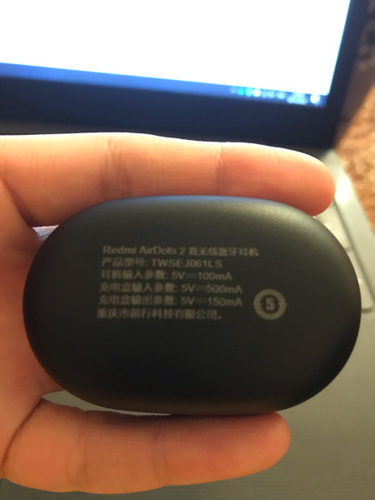 Redmi AirDots 2 真无线蓝牙耳机
产品型号: TWSEJ061LS
耳机输入参数: 5V⎓100mA
充电盒输入参数: 5V⎓500mA
充电盒输出参数: 5V⎓150mA
重庆市前行科技有限公司。
5